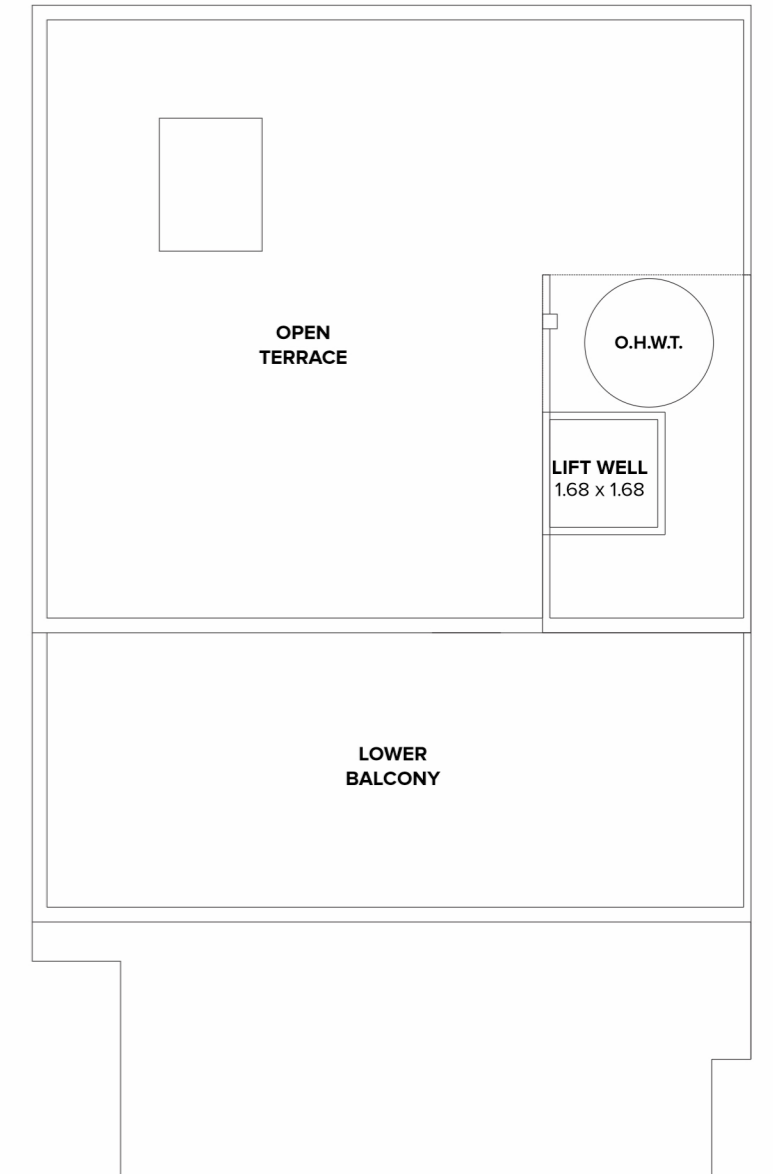 OPEN
TERRACE
O.H.W.T.
LIFT WELL
1.68 x 1.68
LOWER
BALCONY